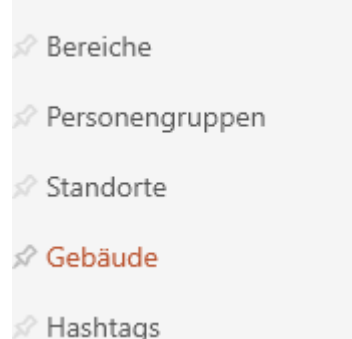 Bereiche
Personengruppen
Standorte
Gebäude
Hashtags